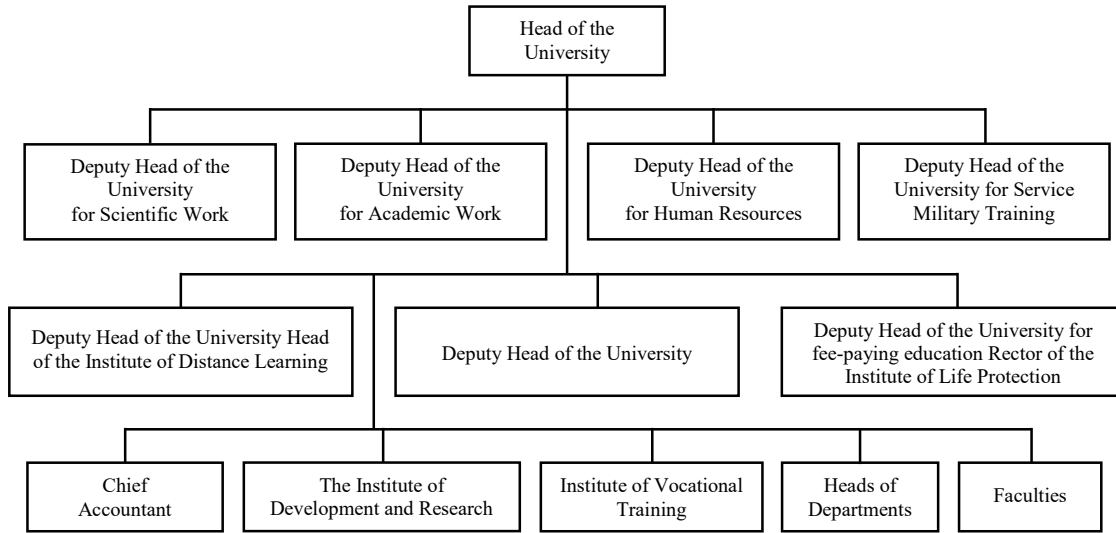 Head of the
University
Deputy Head of the
University
for Scientific Work
Deputy Head of the
University
for Academic Work
Deputy Head of the
University
for Human Resources
Deputy Head of the
University for Service
Military Training
Deputy Head of the University Head
of the Institute of Distance Learning
Deputy Head of the University
Deputy Head of the University for
fee-paying education Rector of the
Institute of Life Protection
Chief
Accountant
The Institute of
Development and Research
Institute of Vocational
Training
Heads of
Departments
Faculties